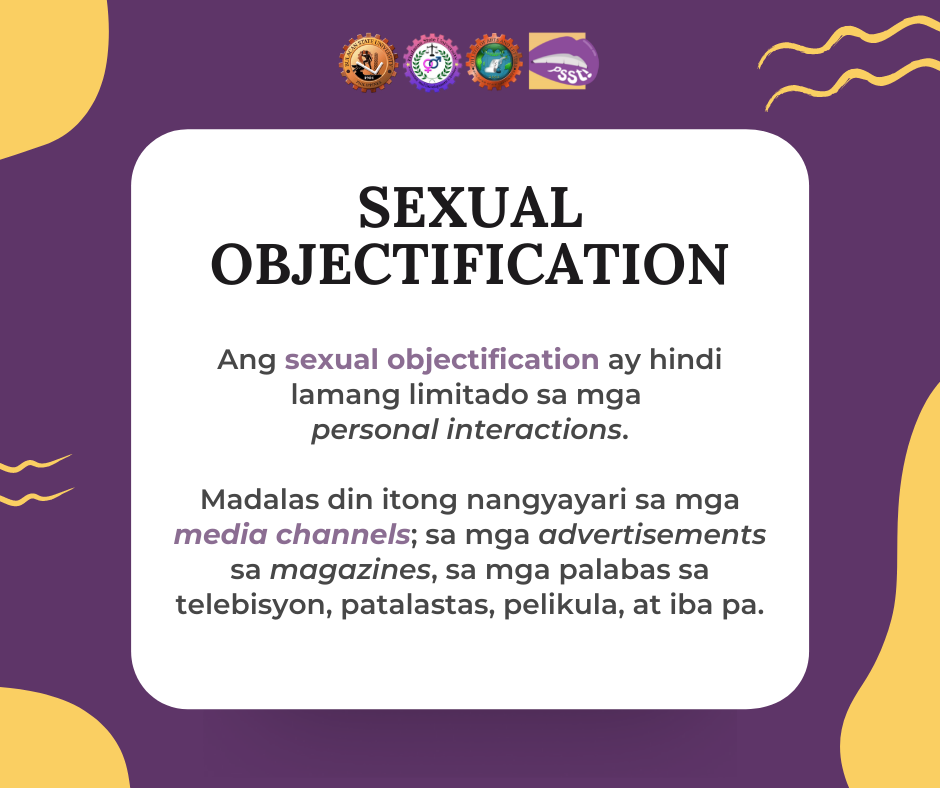 PSST!
SEXUAL
OBJECTIFICATION
Ang sexual objectification ay hindi
lamang limitado sa mga
personal interactions.
Madalas din itong nangyayari sa mga
media channels; sa mga advertisements
sa magazines, sa mga palabas sa
telebisyon, patalastas, pelikula, at iba pa.